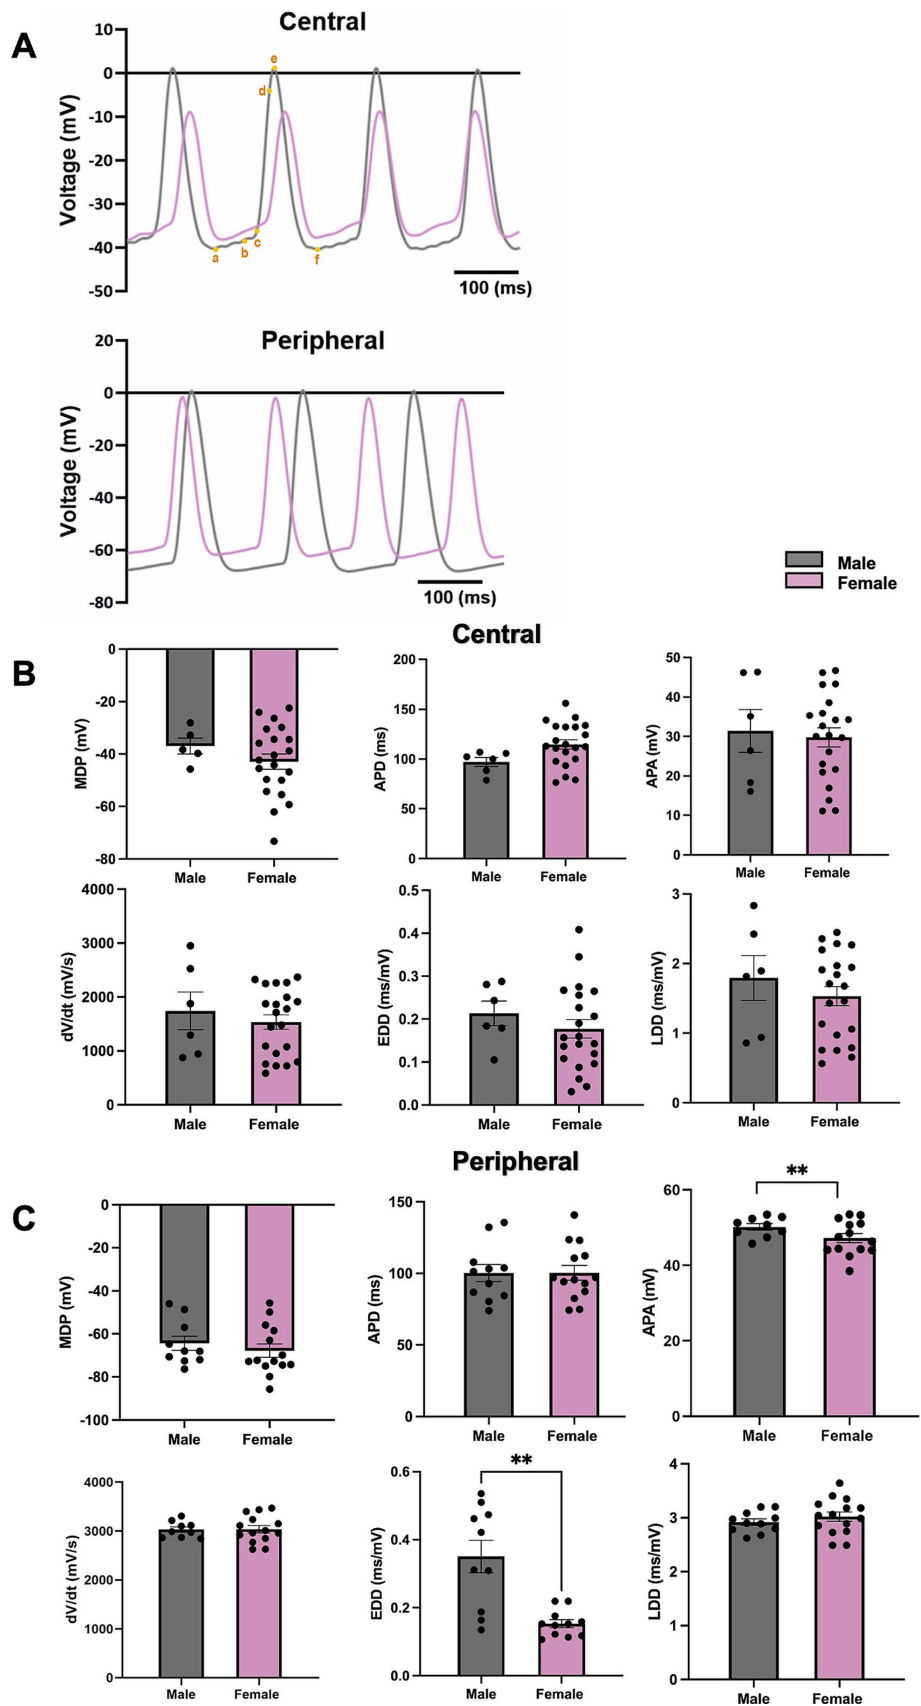 A
Central
Voltage (mV)
10
0
-10
-20
-30
-40
-50
a
b
c
d
e
f
100 (ms)
Peripheral
Voltage (mV)
20
0
-20
-40
-60
-80
100 (ms)
Male
Female
B
Central
MDP (mV)
0
-20
-40
-60
-80
Male Female
APD (ms)
200
150
100
50
0
Male Female
APA (mV)
50
40
30
20
10
0
Male Female
dV/dt (mV/s)
4000
3000
2000
1000
0
Male Female
EDD (ms/mV)
0.5
0.4
0.3
0.2
0.1
0.0
Male Female
LDD (ms/mV)
3
2
1
0
Male Female
C
Peripheral
MDP (mV)
0
-20
-40
-60
-80
-100
Male Female
APD (ms)
150
100
50
0
Male Female
APA (mV)
60
40
20
0
**
Male Female
dV/dt (mV/s)
4000
3000
2000
1000
0
Male Female
EDD (ms/mV)
0.6
0.4
0.2
0.0
**
Male Female
LDD (ms/mV)
4
3
2
1
0
Male Female